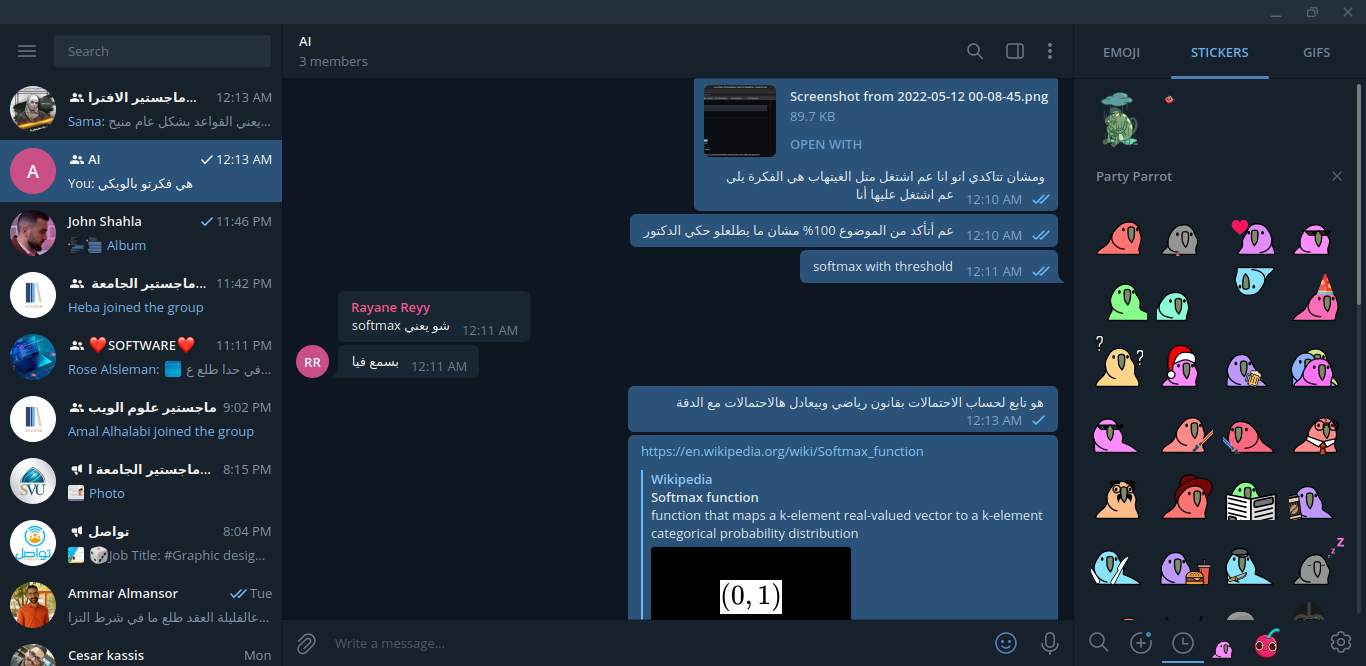 Search
ماجستير الافترا...
12:13 AM
Sama: يعني القواعد بشكل عام منيح...
A
AI
12:13 AM
You: هي فكرتو بالويكي
John Shahla
11:46 PM
Album
ماجستير الجامعة ...
11:42 PM
Heba joined the group
❤️SOFTWARE❤️
11:11 PM
Rose Alsleman: في حدا طلع ع...
ماجستير علوم الويب
9:02 PM
Amal Alhalabi joined the group
SVU
ماجستير الجامعة ا...
8:15 PM
Photo
تواصل
تواصل
8:04 PM
🎲Job Title: #Graphic desig...
Ammar Almansor
Tue
عالقليلة العقد طلع ما في شرط التزا...
Cesar kassis
Mon
AI
3 members
Screenshot from 2022-05-12 00-08-45.png
89.7 KB
OPEN WITH
ومشان تتاكدي انو انا عم اشتغل متل الغيتهاب هي الفكرة يلي
عم اشتغل عليها أنا
12:10 AM
عم أتأكد من الموضوع 100% مشان ما يطلعلو حكي الدكتور
12:10 AM
softmax with threshold
12:11 AM
Rayane Reyy
شو يعني softmax
12:11 AM
RR
بسمع فيا
12:11 AM
هو تابع لحساب الاحتمالات بقانون رياضي وبيعادل هالاحتمالات مع الدقة
12:13 AM
https://en.wikipedia.org/wiki/Softmax_function
Wikipedia
Softmax function
function that maps a k-element real-valued vector to a k-element
categorical probability distribution
(0, 1)
Write a message...
EMOJI
STICKERS
GIFS
Party Parrot
? ?
z z Z